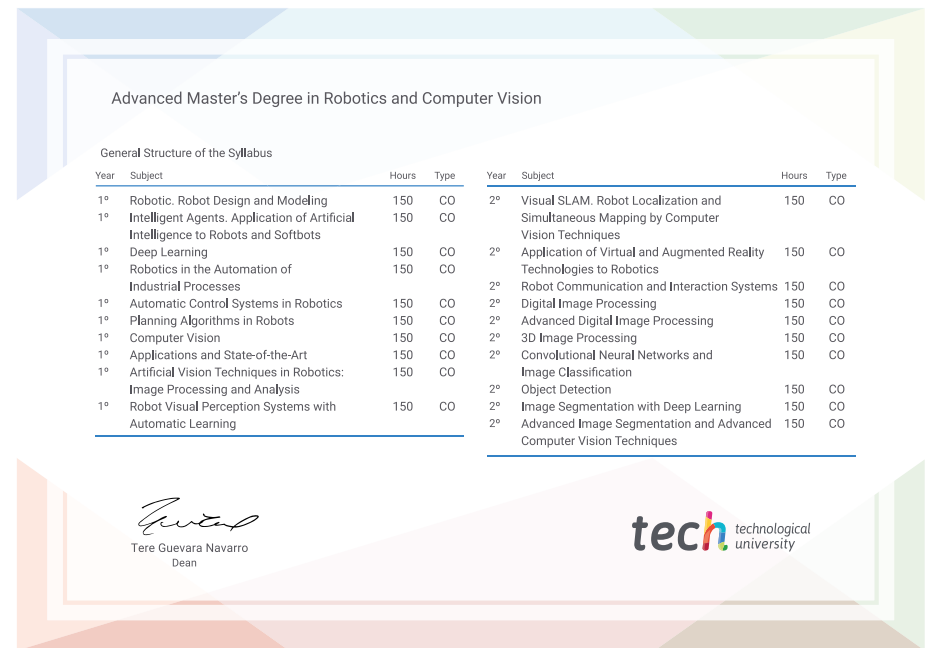 Advanced Master's Degree in Robotics and Computer Vision
General Structure of the Syllabus
Year Subject Hours Type
1º Robotic. Robot Design and Modeling 150 CO
1º Intelligent Agents. Application of Artificial 150 CO
Intelligence to Robots and Softbots
1º Deep Learning 150 CO
1º Robotics in the Automation of 150 CO
Industrial Processes
1º Automatic Control Systems in Robotics 150 CO
1º Planning Algorithms in Robots 150 CO
1º Computer Vision 150 CO
1º Applications and State-of-the-Art 150 CO
1º Artificial Vision Techniques in Robotics: 150 CO
Image Processing and Analysis
1º Robot Visual Perception Systems with 150 CO
Automatic Learning
Year Subject Hours Type
2º Visual SLAM. Robot Localization and 150 CO
Simultaneous Mapping by Computer
Vision Techniques
2º Application of Virtual and Augmented Reality 150 CO
Technologies to Robotics
2º Robot Communication and Interaction Systems 150 CO
2º Digital Image Processing 150 CO
2º Advanced Digital Image Processing 150 CO
2º 3D Image Processing 150 CO
2º Convolutional Neural Networks and 150 CO
Image Classification
2º Object Detection 150 CO
2º Image Segmentation with Deep Learning 150 CO
2º Advanced Image Segmentation and Advanced 150 CO
Computer Vision Techniques
Tere Guevara Navarro
Dean
tech technological
university